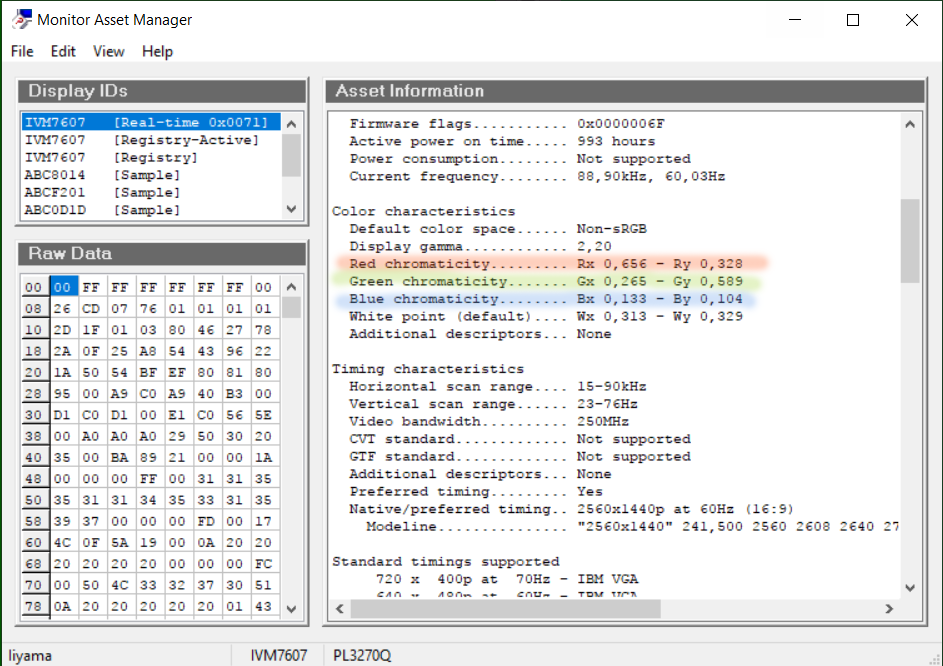 Monitor Asset Manager
File Edit View Help
Display IDs
IVM7607 [Real-time 0x0071]
IVM7607 [Registry-Active]
IVM7607 [Registry]
ABC8014 [Sample]
ABCF201 [Sample]
ABC0D1D [Sample]
Raw Data
00 00 FF FF FF FF FF FF 00
08 26 CD 07 76 01 01 01 01
10 2D 1F 01 03 80 46 27 78
18 2A 0F 25 A8 54 43 96 22
20 1A 50 54 BF EF 80 81 80
28 95 00 A9 C0 A9 40 B3 00
30 D1 C0 D1 00 E1 C0 56 5E
38 00 A0 A0 A0 29 50 30 20
40 35 00 BA 89 21 00 00 1A
48 00 00 00 FF 00 31 31 35
50 35 31 31 34 35 33 31 35
58 39 37 00 00 00 FD 00 17
60 4C 0F 5A 19 00 0A 20 20
68 20 20 20 20 00 00 00 FC
70 00 50 4C 33 32 37 30 51
78 0A 20 20 20 20 20 01 43
Asset Information
Firmware flags........... 0x0000006F
Active power on time..... 993 hours
Power consumption........ Not supported
Current frequency........ 88,90kHz, 60,03Hz
Color characteristics
Default color space...... Non-sRGB
Display gamma............ 2,20
Red chromaticity......... Rx 0,656 - Ry 0,328
Green chromaticity....... Gx 0,265 - Gy 0,589
Blue chromaticity........ Bx 0,133 - By 0,104
White point (default).... Wx 0,313 - Wy 0,329
Additional descriptors... None
Timing characteristics
Horizontal scan range.... 15-90kHz
Vertical scan range...... 23-76Hz
Video bandwidth.......... 250MHz
CVT standard............. Not supported
GTF standard............. Not supported
Additional descriptors... None
Preferred timing......... Yes
Native/preferred timing.. 2560x1440p at 60Hz (16:9)
Modeline............... "2560x1440" 241,500 2560 2608 2640 27
Standard timings supported
720 x 400p at 70Hz - IBM VGA
640 x 480p at 60Hz - IBM VGA
Iiyama IVM7607 PL3270Q